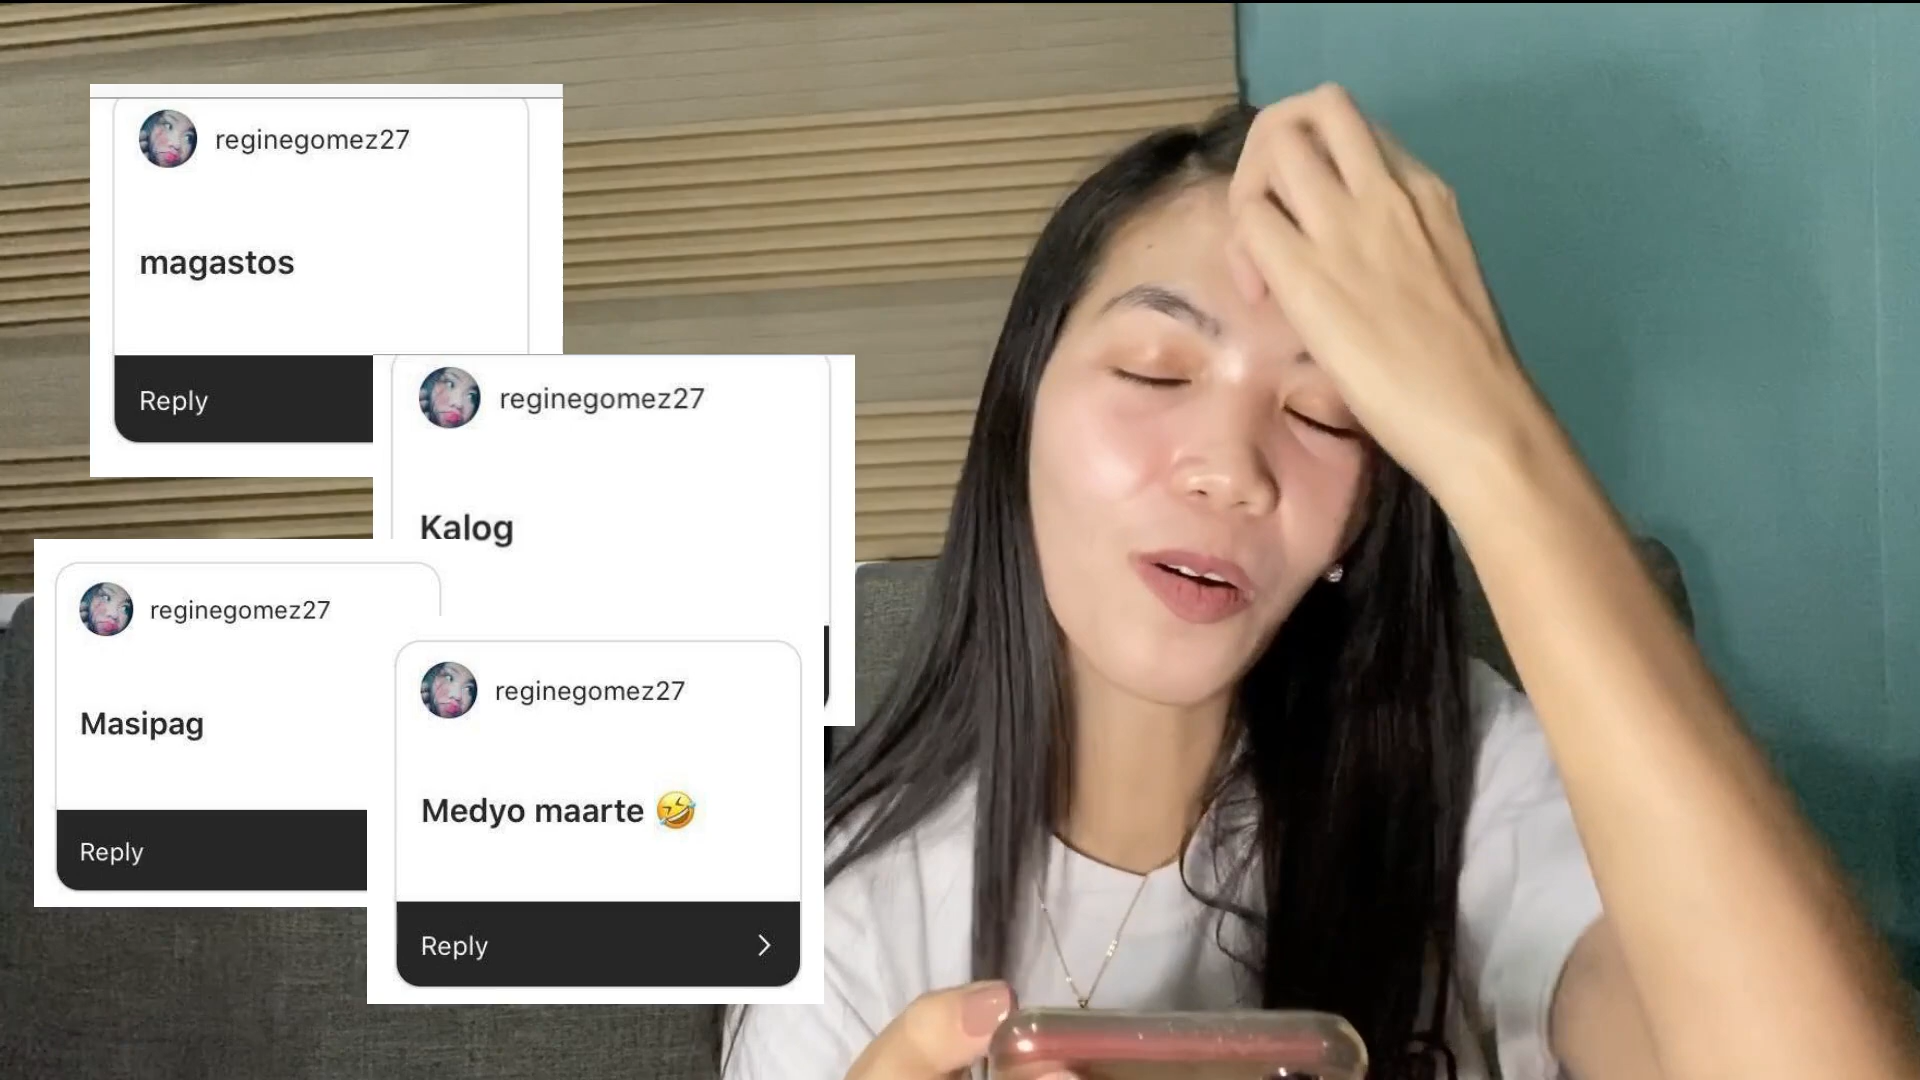 reginegomez27
magastos
Reply
reginegomez27
Kalog
reginegomez27
Masipag
Reply
reginegomez27
Medyo maarte 🤣
Reply